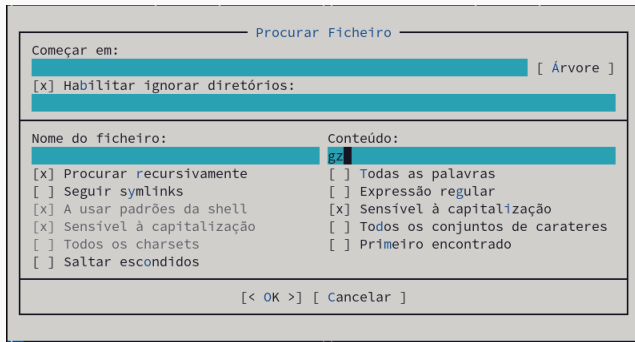 Procurar Ficheiro
Começar em:
[ Árvore ]
[x] Habilitar ignorar diretórios:
Nome do ficheiro:
[x] Procurar recursivamente
[ ] Seguir symlinks
[x] A usar padrões da shell
[x] Sensível à capitalização
[ ] Todos os charsets
[ ] Saltar escondidos
Conteúdo:
gz
[ ] Todas as palavras
[ ] Expressão regular
[x] Sensível à capitalização
[ ] Todos os conjuntos de carateres
[ ] Primeiro encontrado
[< OK >] [ Cancelar ]